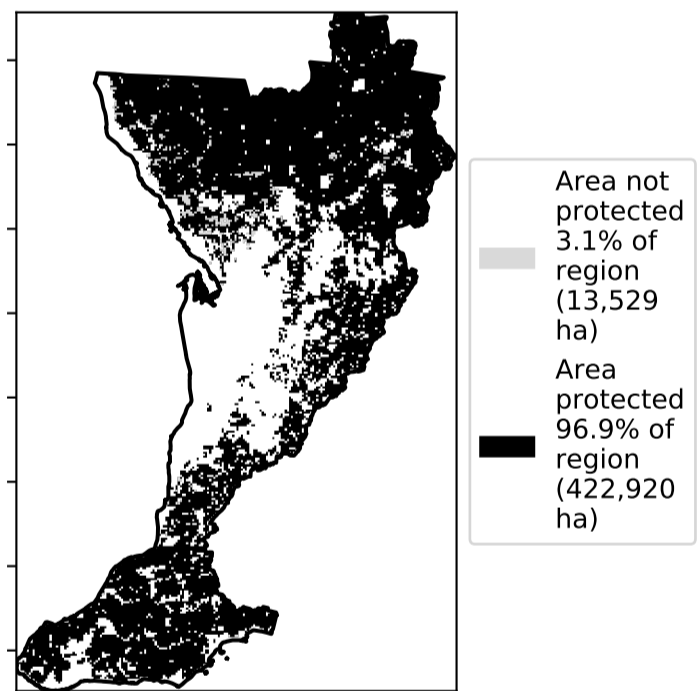 Area not
protected
3.1% of
region
(13,529
ha)
Area
protected
96.9% of
region
(422,920
ha)